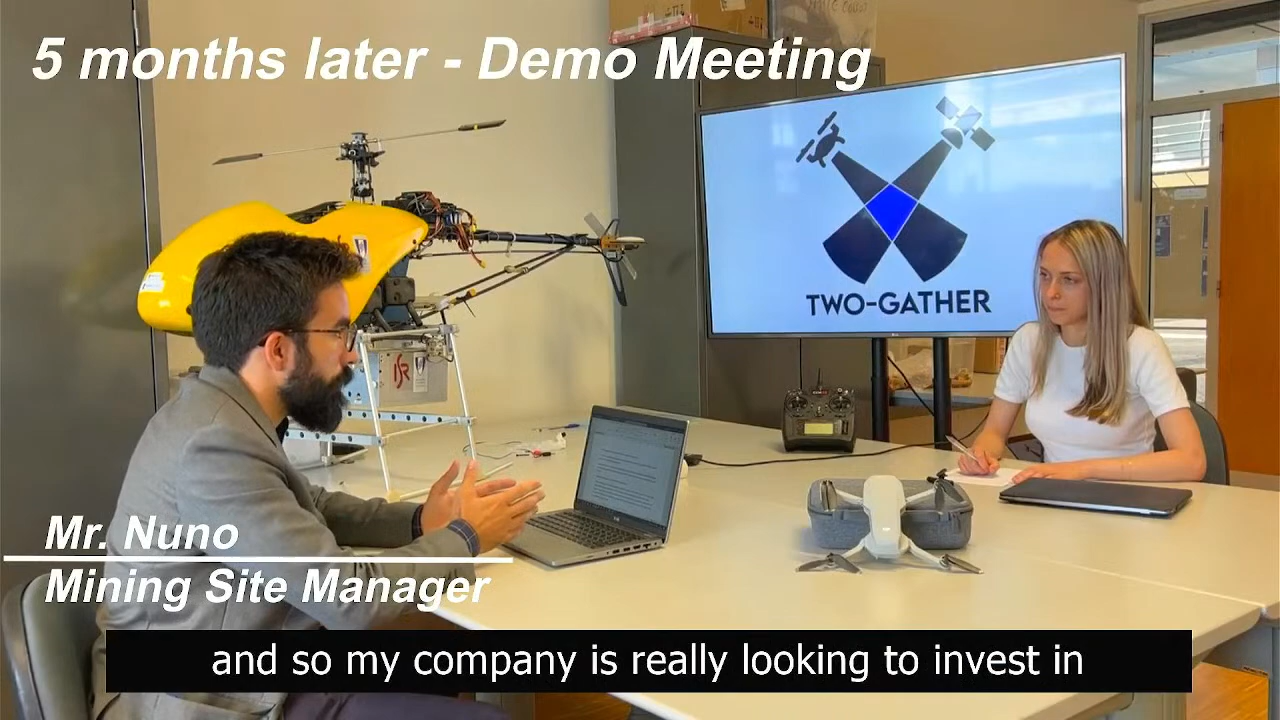 5 months later - Demo Meeting
TWO-GATHER
ISR
Mr. Nuno
Mining Site Manager
and so my company is really looking to invest in